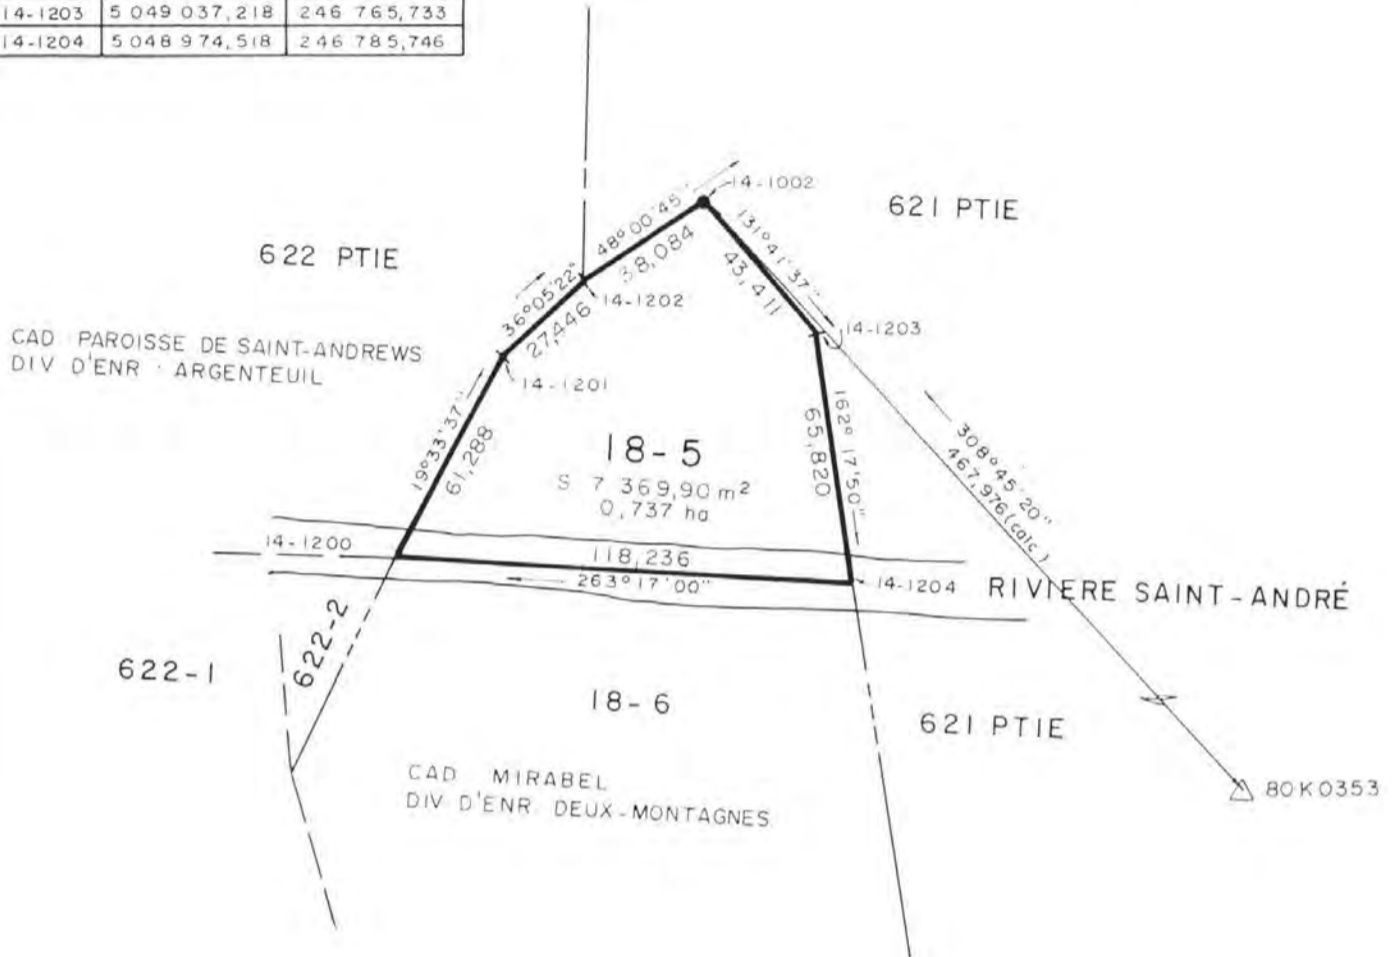 14-1203 5 049 037,218 246 765,733
14-1204 5 048 974,518 246 785,746
14-1002
621 PTIE
622 PTIE
48°00'45"
38,084
131°41'37"
43,411
36°05'22"
27,446
14-1202
14-1203
CAD. PAROISSE DE SAINT-ANDREWS
DIV D'ENR. ARGENTEUIL
14-1201
19°33'37"
61,288
18-5
S. 7 369,90 m²
0,737 ha
162° 17'50"
65,820
308°45'20"
467,976 (calc.)
14-1200
118,236
263°17'00"
14-1204
RIVIERE SAINT-ANDRÉ
622-2
622-1
18-6
621 PTIE
CAD. MIRABEL
DIV D'ENR. DEUX-MONTAGNES
80K0353